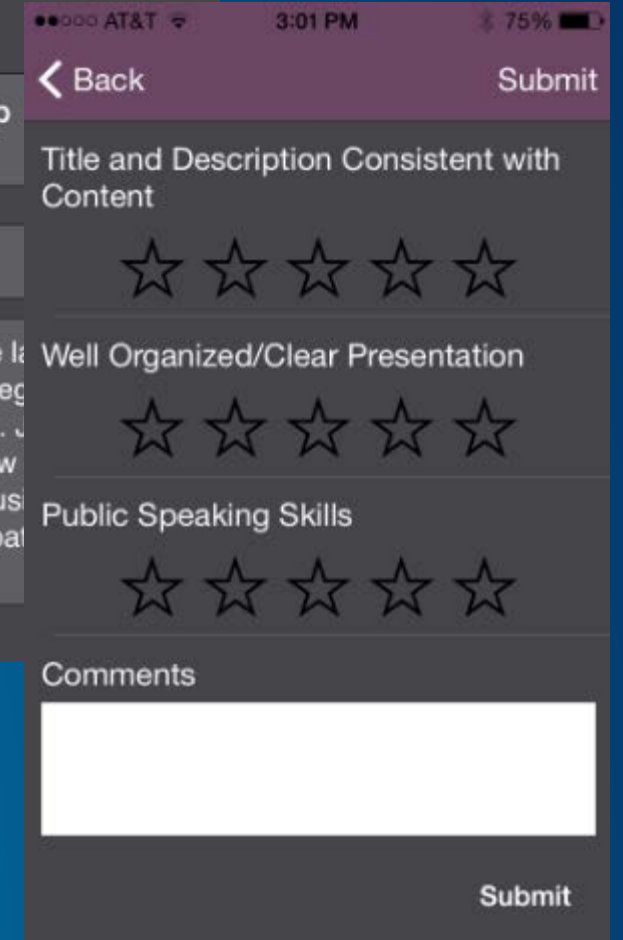 AT&T 3:01 PM 75%
Back Submit
Title and Description Consistent with
Content
Well Organized/Clear Presentation
Public Speaking Skills
Comments
Submit